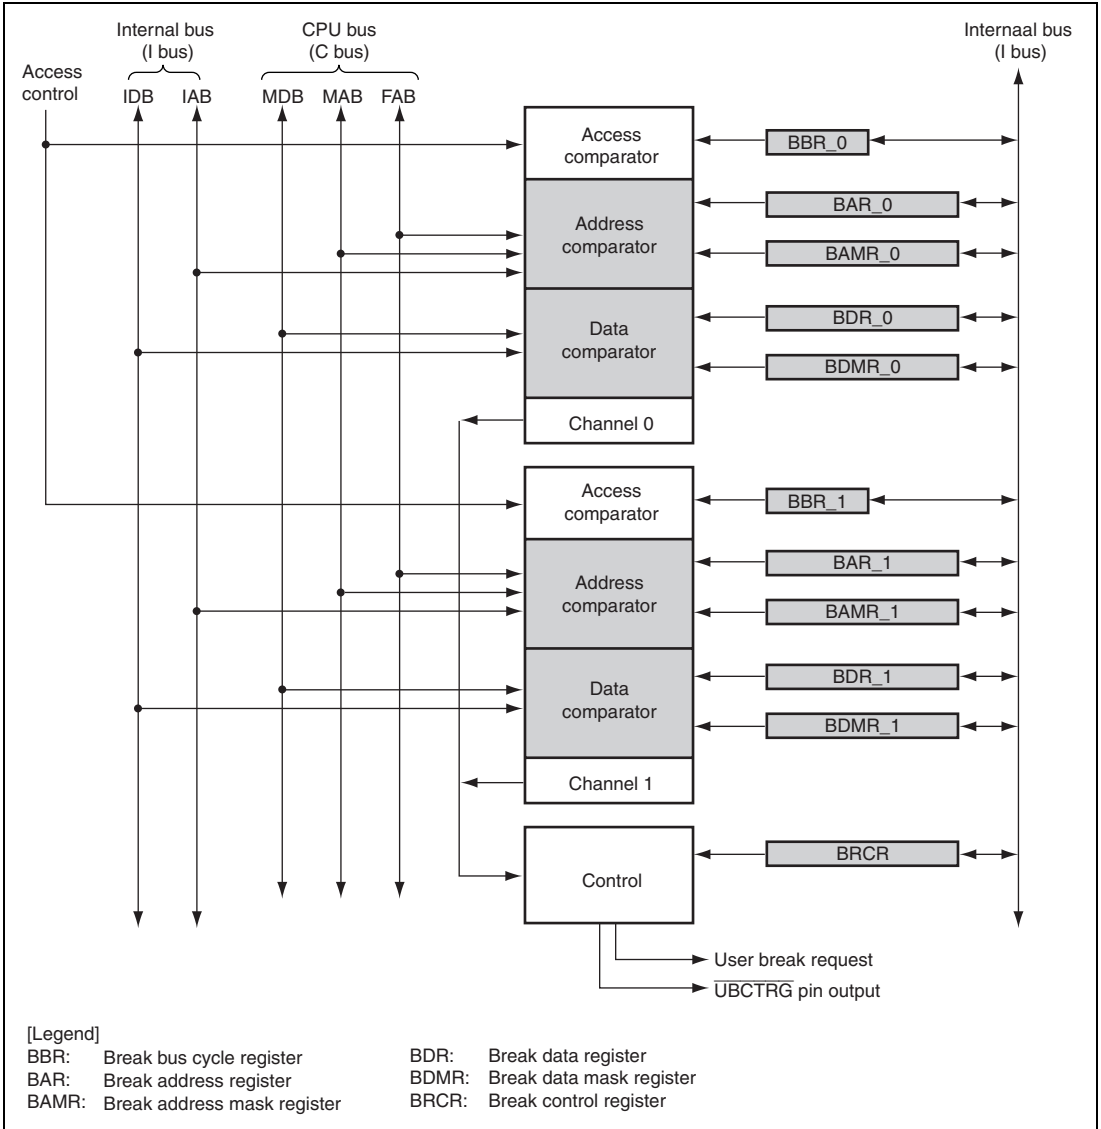 Internal bus
(I bus)
CPU bus
(C bus)
Internaal bus
(I bus)
Access
control
IDB IAB MDB MAB FAB
Access
comparator
BBR_0
Address
comparator
BAR_0
BAMR_0
Data
comparator
BDR_0
BDMR_0
Channel 0
Access
comparator
BBR_1
Address
comparator
BAR_1
BAMR_1
Data
comparator
BDR_1
BDMR_1
Channel 1
Control
BRCR
User break request
UBCTRG pin output
[Legend]
BBR: Break bus cycle register
BAR: Break address register
BAMR: Break address mask register
BDR: Break data register
BDMR: Break data mask register
BRCR: Break control register